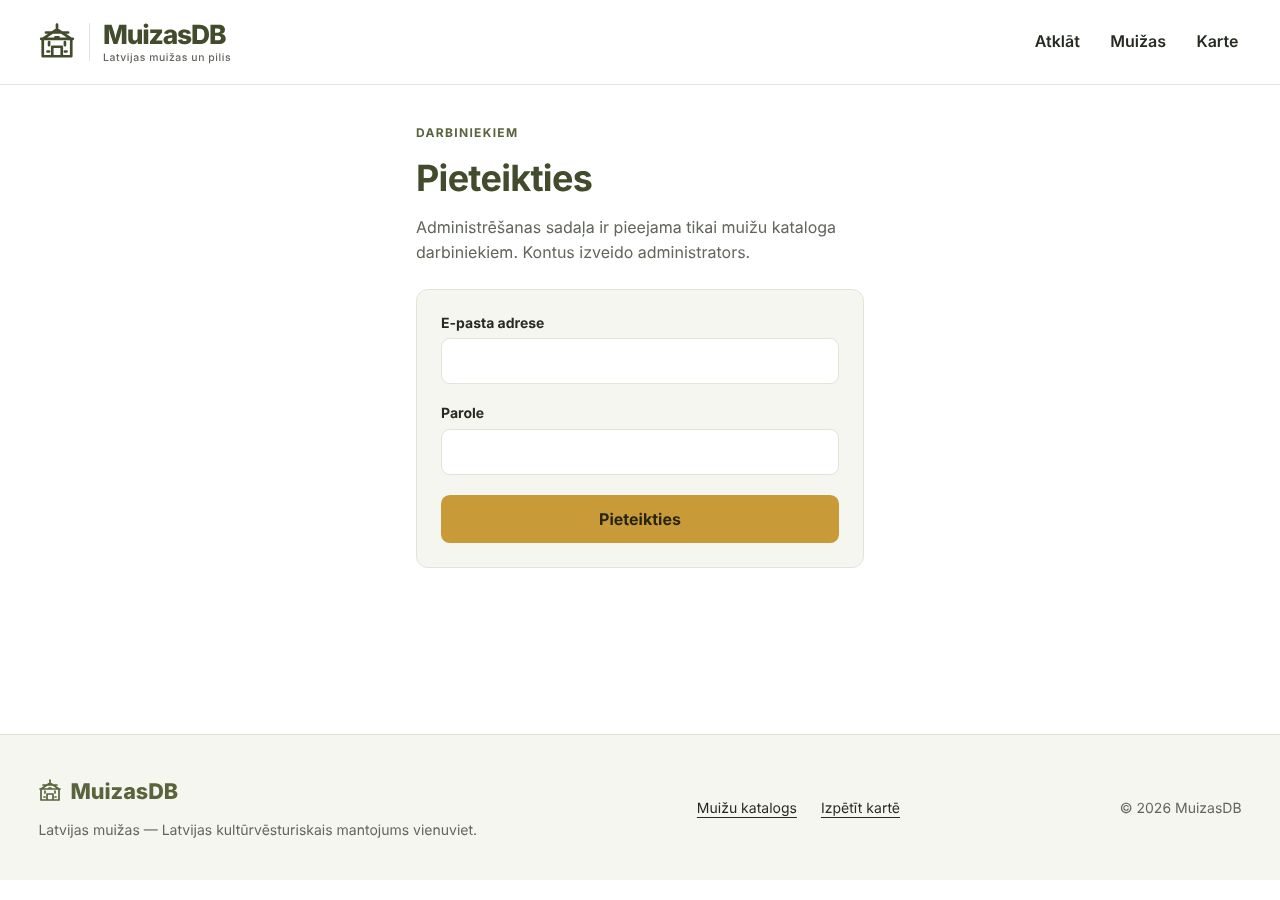 MuizasDB
Latvijas muižas un pilis
Atklāt
Muižas
Karte
DARBINIEKIEM
Pieteikties
Administrēšanas sadaļa ir pieejama tikai muižu kataloga
darbiniekiem. Kontus izveido administrators.
E-pasta adrese
Parole
Pieteikties
MuizasDB
Latvijas muižas — Latvijas kultūrvēsturiskais mantojums vienuviet.
Muižu katalogs
Izpētīt kartē
© 2026 MuizasDB